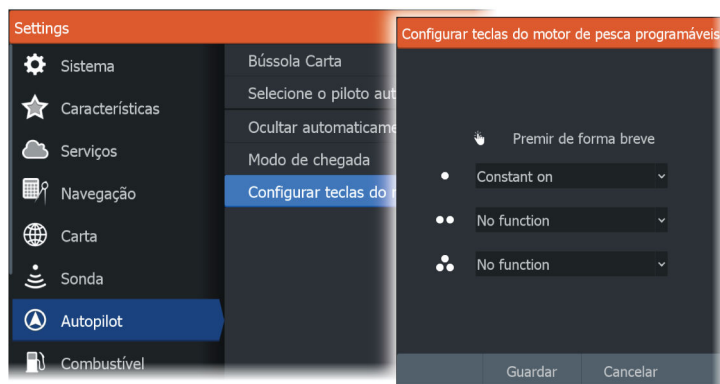 Settings
Sistema
Características
Serviços
Navegação
Carta
Sonda
Autopilot
Combustível
Bússola Carta
Selecione o piloto aut
Ocultar automaticame
Modo de chegada
Configurar teclas do
Configurar teclas do motor de pesca programáveis
Premir de forma breve
Constant on
No function
No function
Guardar Cancelar